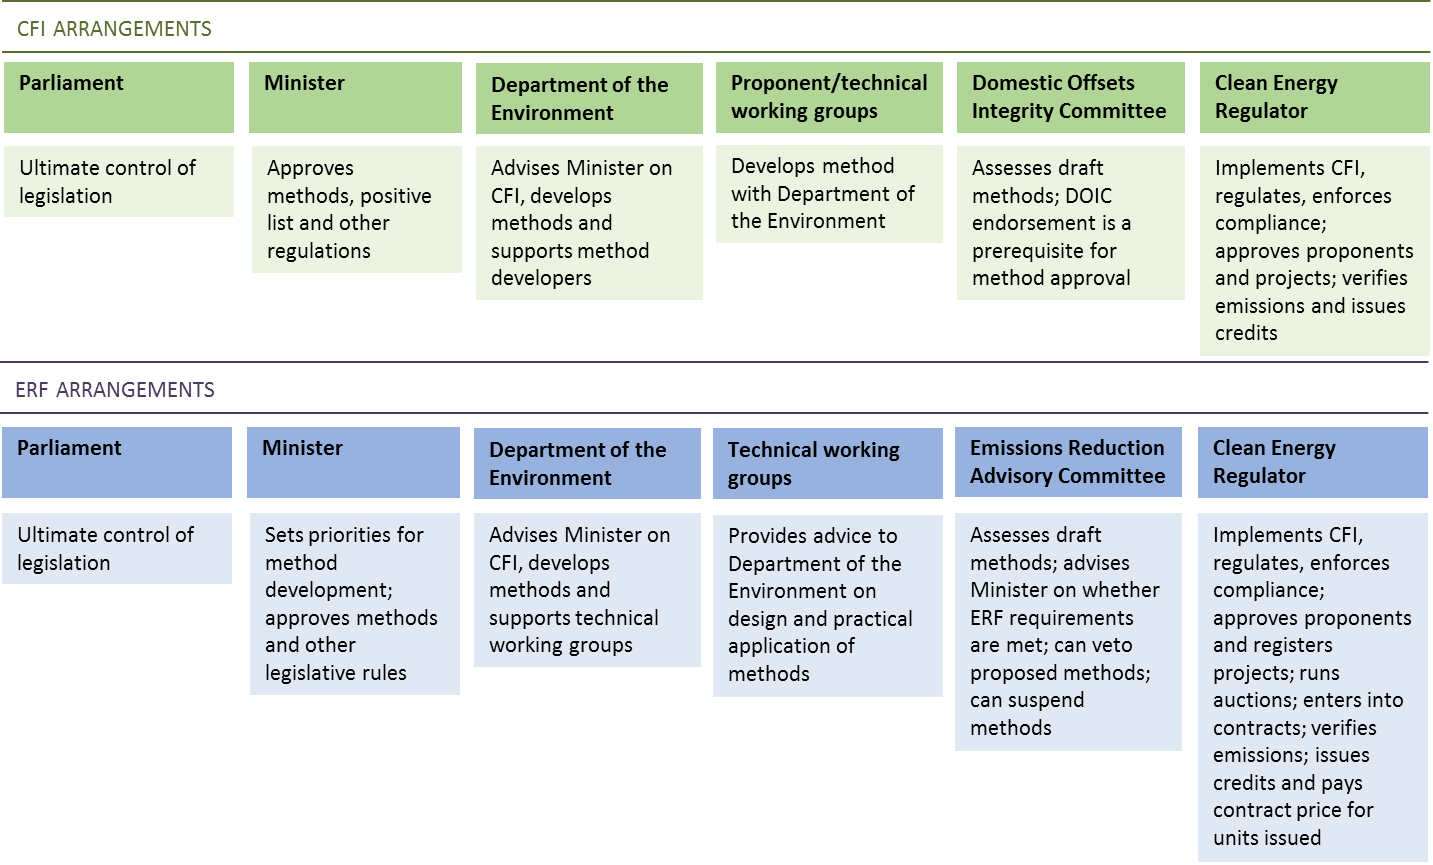 CFI ARRANGEMENTS
Parliament
Ultimate control of
legislation
Minister
Approves
methods, positive
list and other
regulations
Department of the
Environment
Advises Minister on
CFI, develops
methods and
supports method
developers
Proponent/technical
working groups
Develops method
with Department of
the Environment
Domestic Offsets
Integrity Committee
Assesses draft
methods; DOIC
endorsement is a
prerequisite for
method approval
Clean Energy
Regulator
Implements CFI,
regulates, enforces
compliance;
approves proponents
and projects; verifies
emissions and issues
credits
ERF ARRANGEMENTS
Parliament
Ultimate control of
legislation
Minister
Sets priorities for
method
development;
approves methods
and other
legislative rules
Department of the
Environment
Advises Minister on
CFI, develops
methods and
supports technical
working groups
Technical working
groups
Provides advice to
Department of the
Environment on
design and practical
application of
methods
Emissions Reduction
Advisory Committee
Assesses draft
methods; advises
Minister on whether
ERF requirements
are met; can veto
proposed methods;
can suspend
methods
Clean Energy
Regulator
Implements CFI,
regulates, enforces
compliance;
approves proponents
and registers
projects; runs
auctions; enters into
contracts; verifies
emissions; issues
credits and pays
contract price for
units issued